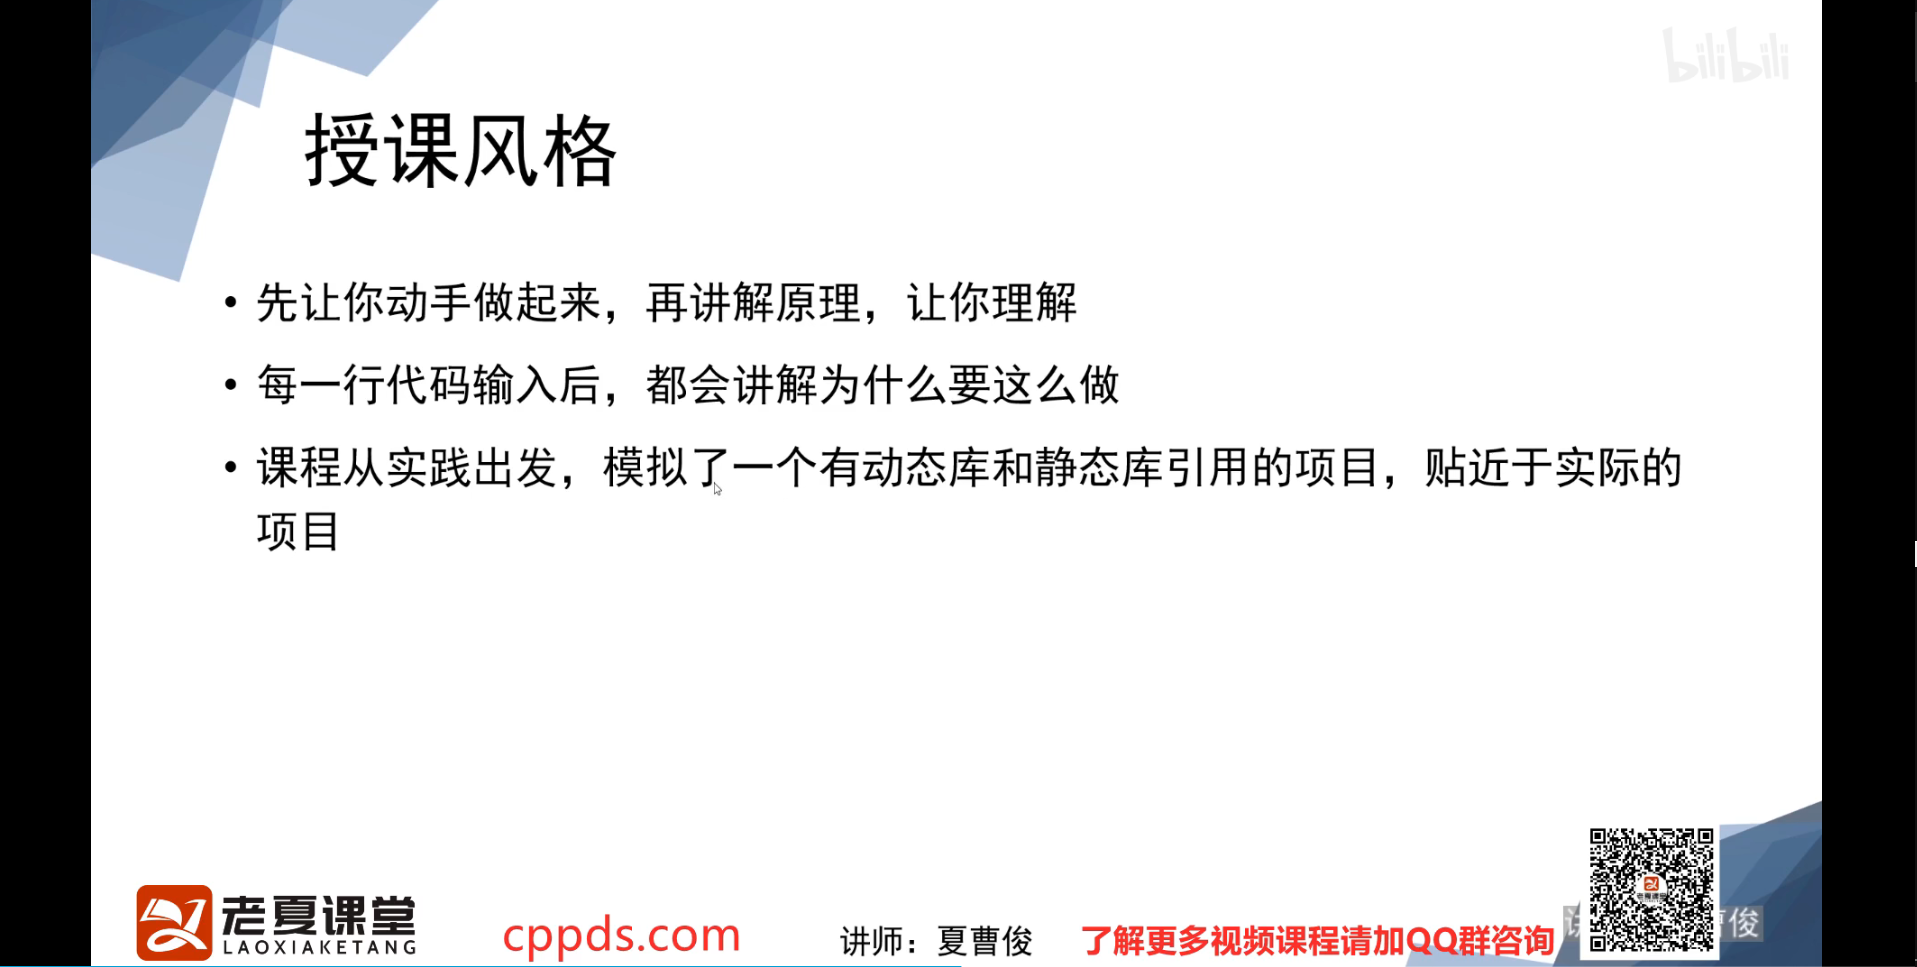 bilibili
授课风格
• 先让你动手做起来，再讲解原理，让你理解
• 每一行代码输入后，都会讲解为什么要这么做
• 课程从实践出发，模拟了一个有动态库和静态库引用的项目，贴近于实际的
项目
老夏课堂
LAOXIAKETANG
cppds.com
讲师：夏曹俊
了解更多视频课程请加QQ群咨询